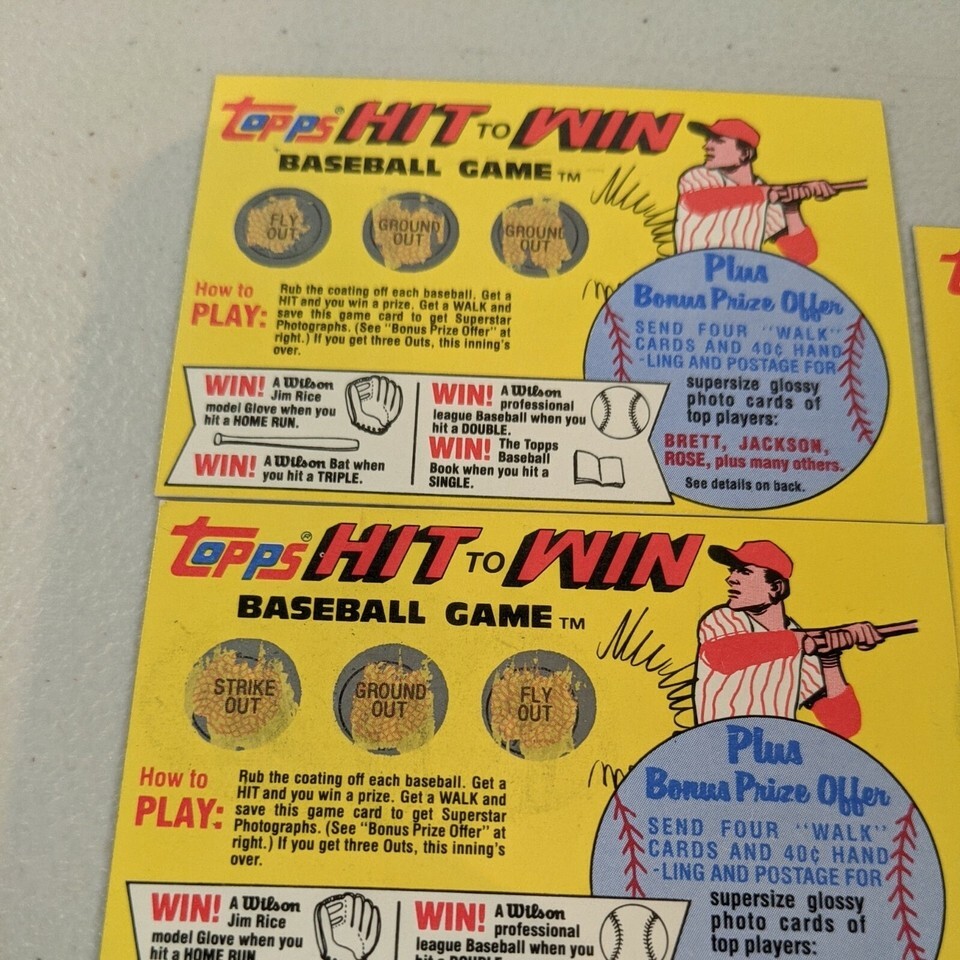 Topps® HIT TO WIN
BASEBALL GAME TM
FLY OUT
GROUND OUT
GROUND OUT
How to PLAY:
Rub the coating off each baseball. Get a
HIT and you win a prize. Get a WALK and
save this game card to get Superstar
Photographs. (See "Bonus Prize Offer" at
right.) If you get three Outs, this inning's
over.
Plus
Bonus Prize Offer
SEND FOUR "WALK"
CARDS AND 40¢ HAND
-LING AND POSTAGE FOR
supersize glossy
photo cards of
top players:
BRETT, JACKSON,
ROSE, plus many others.
See details on back.
WIN! A Wilson
Jim Rice
model Glove when you
hit a HOME RUN.
WIN! A Wilson Bat when
you hit a TRIPLE.
WIN! A Wilson
professional
league Baseball when you
hit a DOUBLE.
WIN! The Topps
Baseball
Book when you hit a
SINGLE.
Topps® HIT TO WIN
BASEBALL GAME TM
STRIKE OUT
GROUND OUT
FLY OUT
How to PLAY:
Rub the coating off each baseball. Get a
HIT and you win a prize. Get a WALK and
save this game card to get Superstar
Photographs. (See "Bonus Prize Offer" at
right.) If you get three Outs, this inning's
over.
Plus
Bonus Prize Offer
SEND FOUR "WALK"
CARDS AND 40¢ HAND
-LING AND POSTAGE FOR
supersize glossy
photo cards of
top players:
WIN! A Wilson
Jim Rice
model Glove when you
hit a HOME RUN
WIN! A Wilson
professional
league Baseball when you
hit a DOUBLE